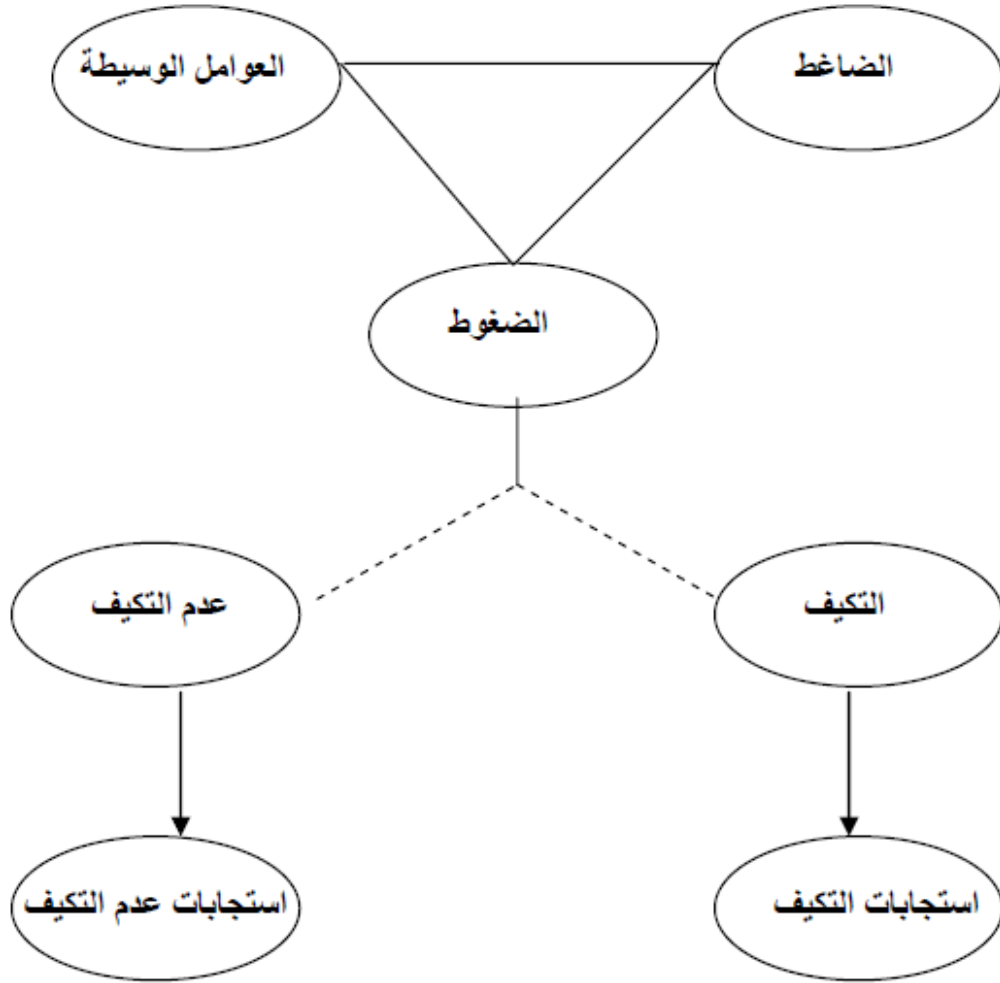 الضاغط
العوامل الوسيطة
الضغوط
التكيف
عدم التكيف
استجابات التكيف
استجابات عدم التكيف